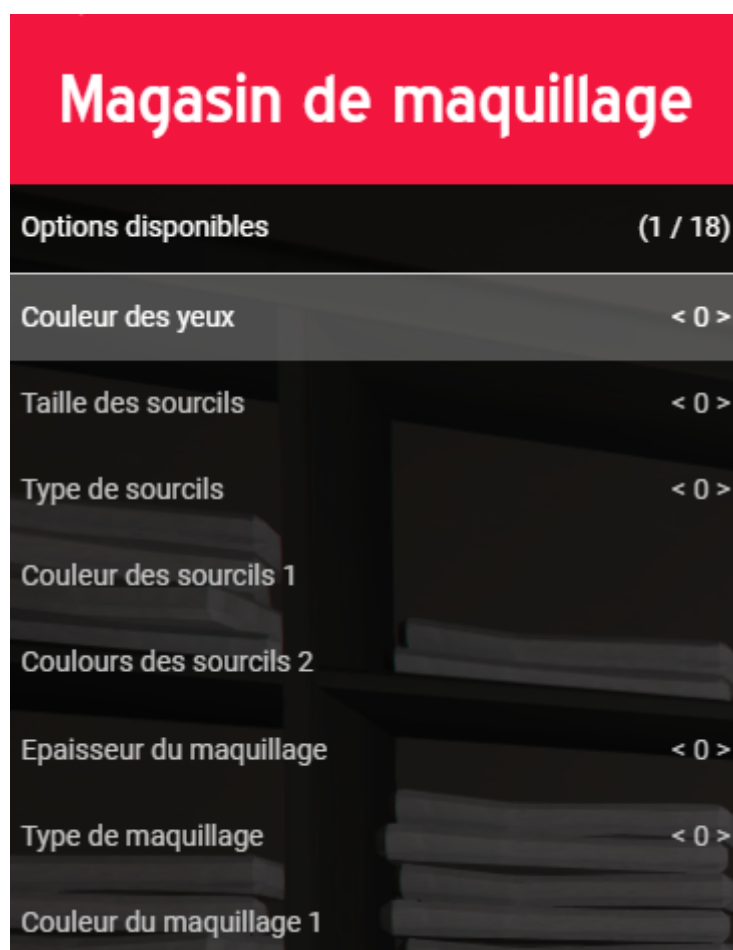 Magasin de maquillage
Options disponibles (1 / 18)
Couleur des yeux < 0 >
Taille des sourcils < 0 >
Type de sourcils < 0 >
Couleur des sourcils 1
Coulours des sourcils 2
Epaisseur du maquillage < 0 >
Type de maquillage < 0 >
Couleur du maquillage 1